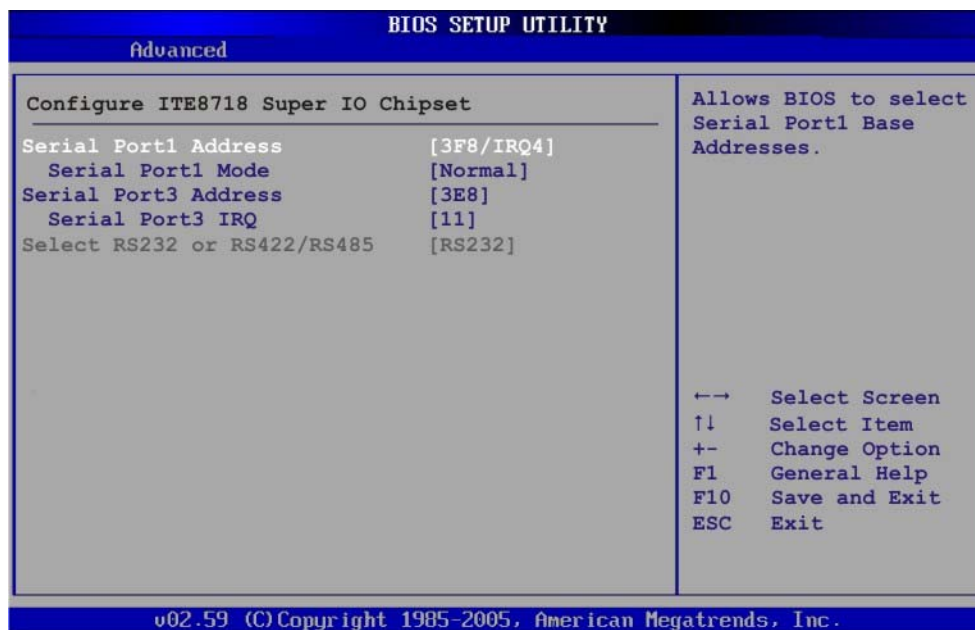 BIOS SETUP UTILITY
Advanced
Configure ITE8718 Super IO Chipset
Serial Port1 Address [3F8/IRQ4]
Serial Port1 Mode [Normal]
Serial Port3 Address [3E8]
Serial Port3 IRQ [11]
Select RS232 or RS422/RS485 [RS232]
Allows BIOS to select
Serial Port1 Base
Addresses.
←→ Select Screen
↑↓ Select Item
+- Change Option
F1 General Help
F10 Save and Exit
ESC Exit
v02.59 (C)Copyright 1985-2005, American Megatrends, Inc.